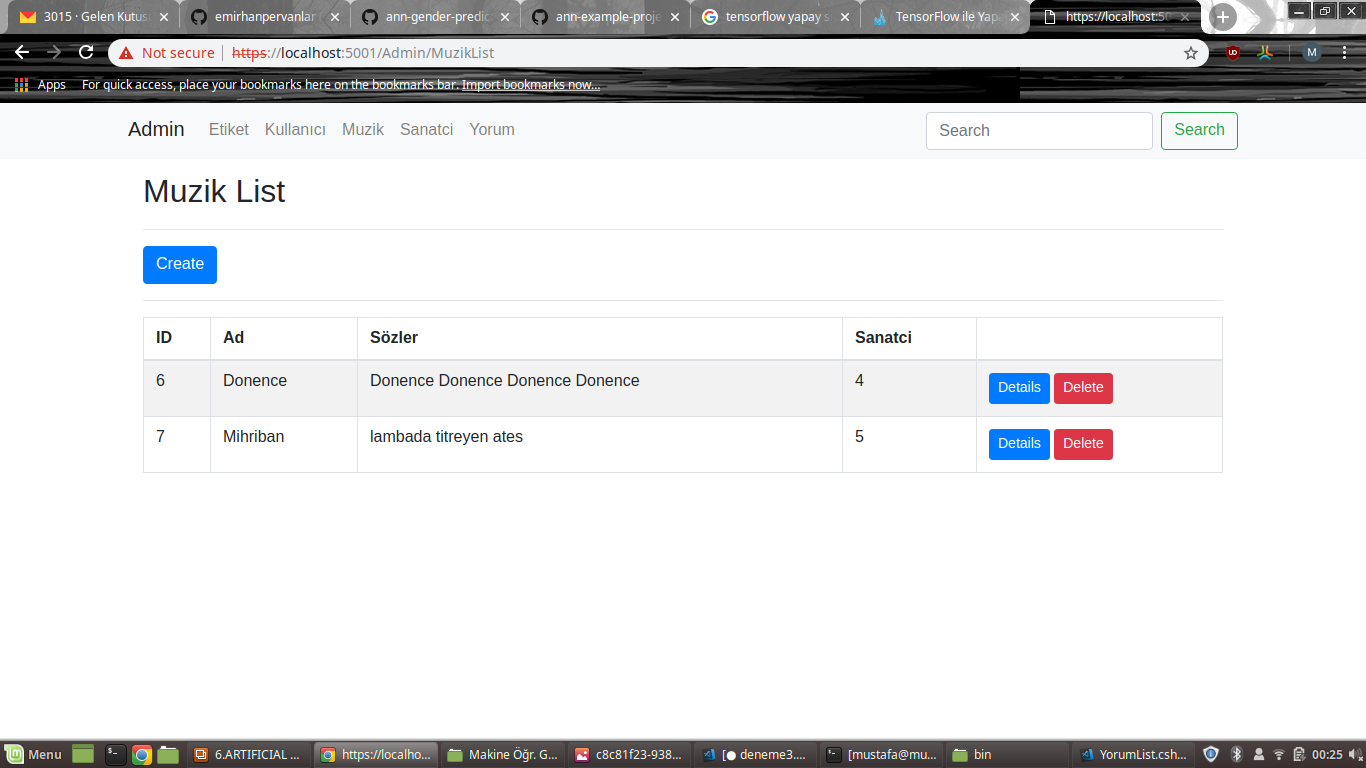 3015 · Gelen Kutus
emirhanpervanlar
ann-gender-predic
ann-example-proje
tensorflow yapay s
TensorFlow ile Yap
https://localhost:50
Not secure https://localhost:5001/Admin/MuzikList
M
Apps For quick access, place your bookmarks here on the bookmarks bar. Import bookmarks now...
Admin Etiket Kullanıcı Muzik Sanatci Yorum Search Search
Muzik List
Create
ID Ad Sözler Sanatci
6 Donence Donence Donence Donence Donence 4 Details Delete
7 Mihriban lambada titreyen ates 5 Details Delete
Menu 6.ARTIFICIAL ... https://localho... Makine Öğr. G... c8c81f23-938... [● deneme3.... [mustafa@mu... bin YorumList.csh... 00:25